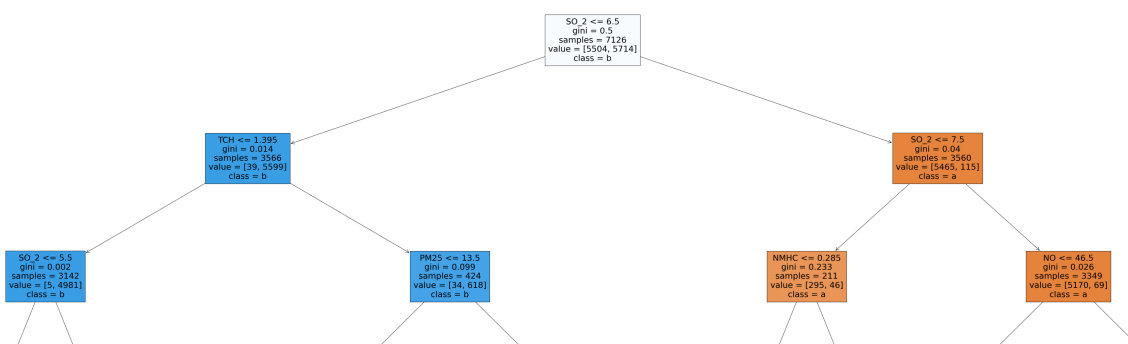 SO_2 <= 6.5
gini = 0.5
samples = 7126
value = [5504, 5714]
class = b
TCH <= 1.395
gini = 0.014
samples = 3566
value = [39, 5599]
class = b
SO_2 <= 7.5
gini = 0.04
samples = 3560
value = [5465, 115]
class = a
SO_2 <= 5.5
gini = 0.002
samples = 3142
value = [5, 4981]
class = b
PM25 <= 13.5
gini = 0.099
samples = 424
value = [34, 618]
class = b
NMHC <= 0.285
gini = 0.233
samples = 211
value = [295, 46]
class = a
NO <= 46.5
gini = 0.026
samples = 3349
value = [5170, 69]
class = a